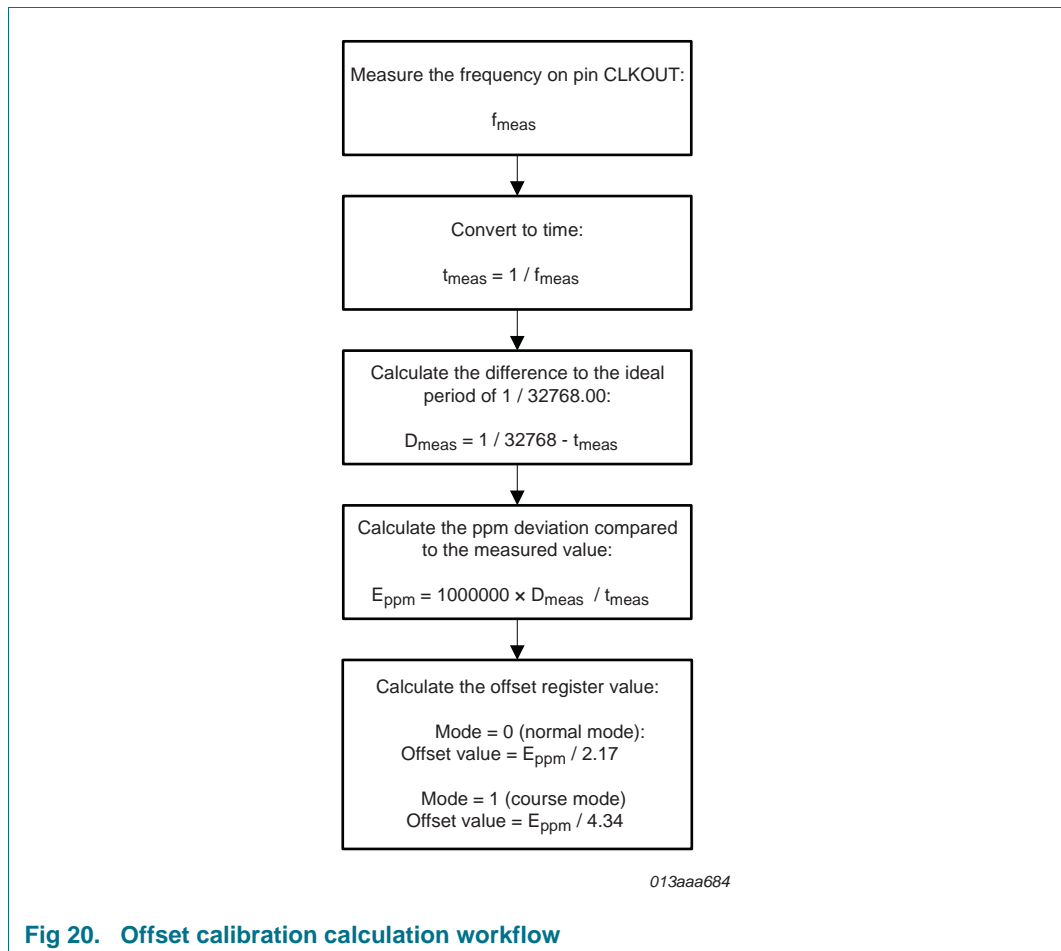 Measure the frequency on pin CLKOUT:
fmeas
Convert to time:
tmeas = 1 / fmeas
Calculate the difference to the ideal
period of 1 / 32768.00:
Dmeas = 1 / 32768 - tmeas
Calculate the ppm deviation compared
to the measured value:
Eppm = 1000000 × Dmeas / tmeas
Calculate the offset register value:
Mode = 0 (normal mode):
Offset value = Eppm / 2.17
Mode = 1 (course mode)
Offset value = Eppm / 4.34
013aaa684
Fig 20. Offset calibration calculation workflow